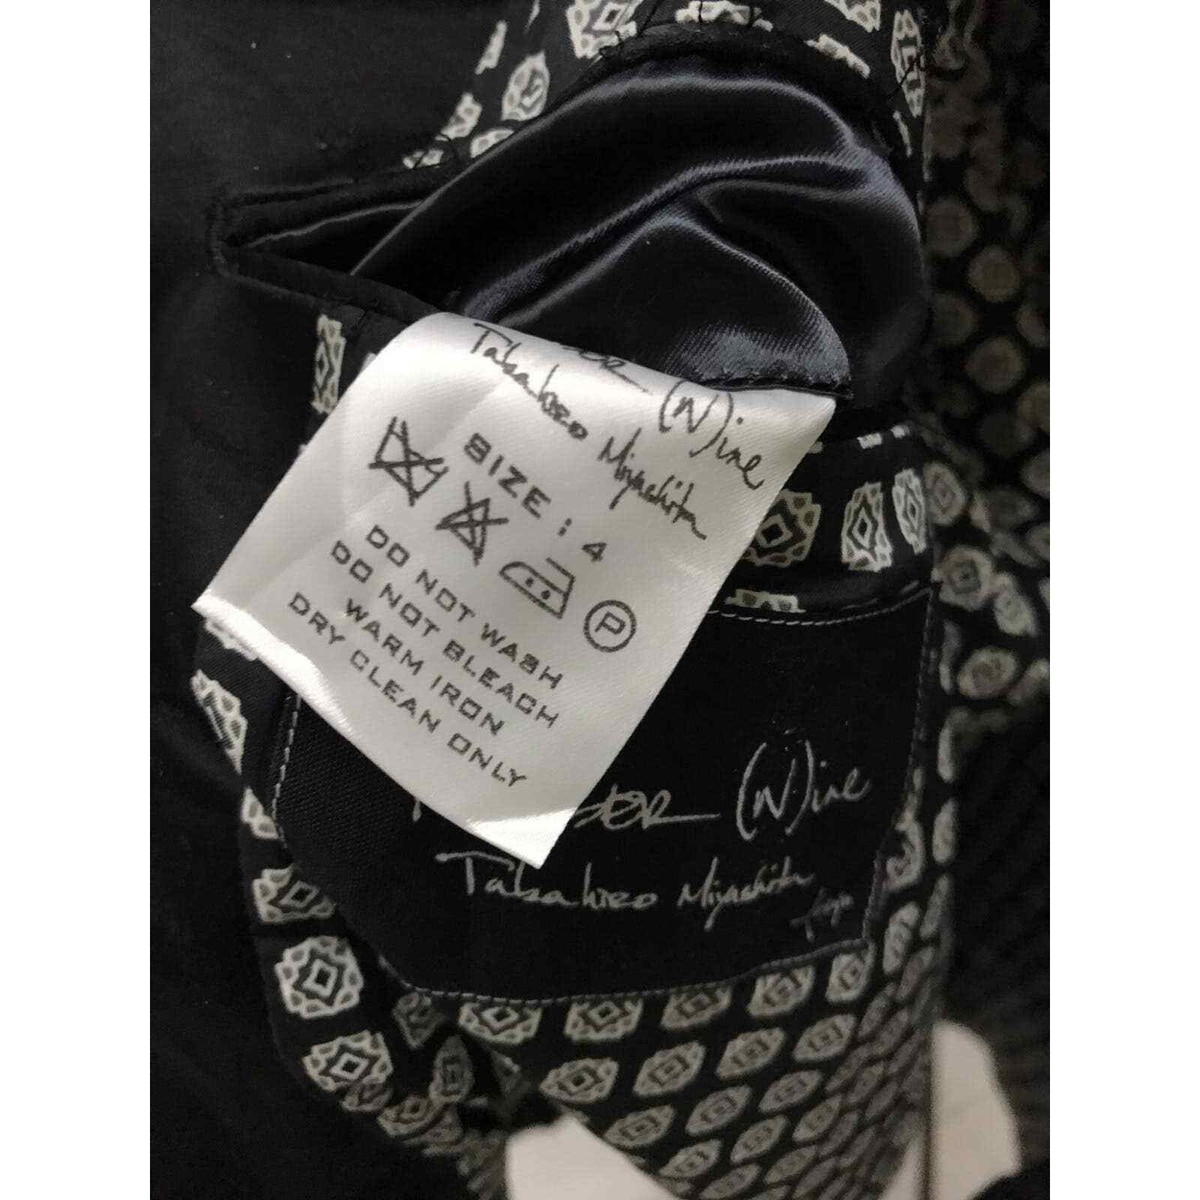 (N)ine
Takahiro Miyashita
SIZE : 4
P
DO NOT WASH
DO NOT BLEACH
WARM IRON
DRY CLEAN ONLY
(N)ine
Takahiro Miyashita